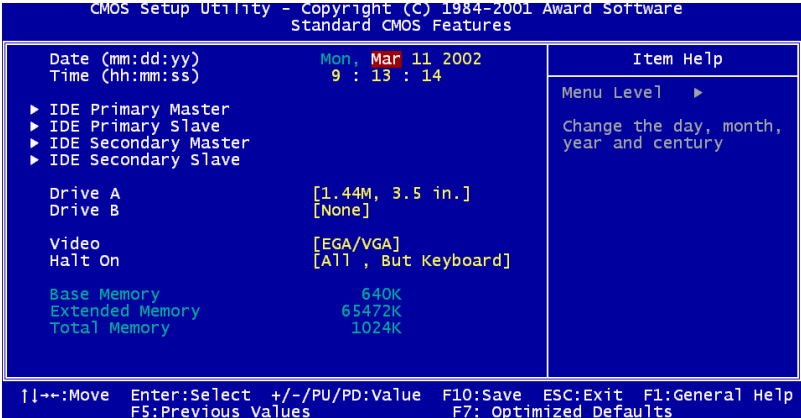 CMOS Setup Utility – Copyright (C) 1984-2001 Award Software
Standard CMOS Features
Date (mm:dd:yy) Mon, Mar 11 2002
Time (hh:mm:ss) 9 : 13 : 14
▶ IDE Primary Master
▶ IDE Primary Slave
▶ IDE Secondary Master
▶ IDE Secondary Slave
Drive A [1.44M, 3.5 in.]
Drive B [None]
Video [EGA/VGA]
Halt On [All , But Keyboard]
Base Memory 640K
Extended Memory 65472K
Total Memory 1024K
Item Help
Menu Level ▶
Change the day, month,
year and century
↑↓→←:Move Enter:Select +/-/PU/PD:Value F10:Save ESC:Exit F1:General Help
F5:Previous Values F7: Optimized Defaults